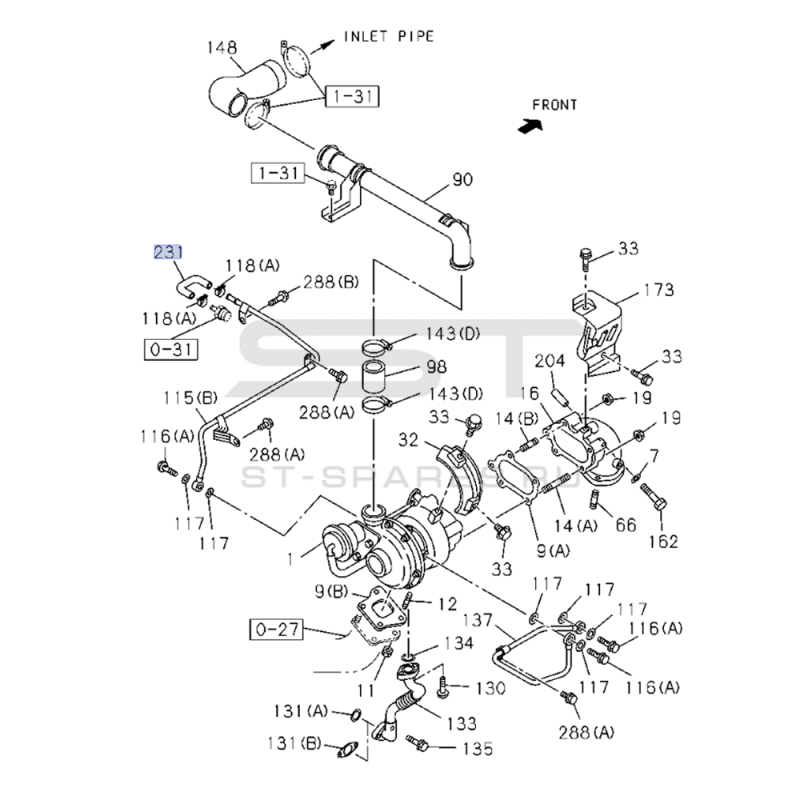 148
INLET PIPE
1-31
FRONT
1-31
90
231
118(A)
288(B)
33
173
118(A)
0-31
143(D)
204
33
98
16
19
115(B)
288(A)
143(D)
33
14(B)
19
116(A)
288(A)
32
7
ST
ST-SPARES.RU
117
117
14(A)
66
162
1
9(A)
33
9(B)
12
117
117
137
117
0-27
134
116(A)
11
130
117
116(A)
131(A)
133
288(A)
131(B)
135